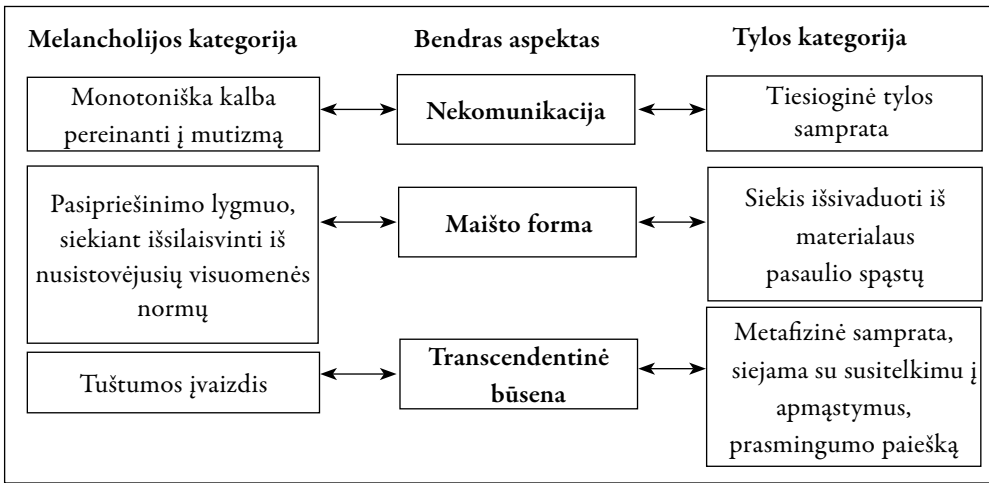 Melancholijos kategorija
Bendras aspektas
Tylos kategorija
Monotoniška kalba
pereinanti į mutizmą
Nekomunikacija
Tiesioginė tylos
samprata
Pasipriešinimo lygmuo,
siekiant išsilaisvinti iš
nusistovėjusių visuomenės
normų
Maišto forma
Siekis išsivaduoti iš
materialaus
pasaulio spąstų
Tuštumos įvaizdis
Transcendentinė
būsena
Metafizinė samprata,
siejama su susitelkimu į
apmąstymus,
prasmingumo paiešką